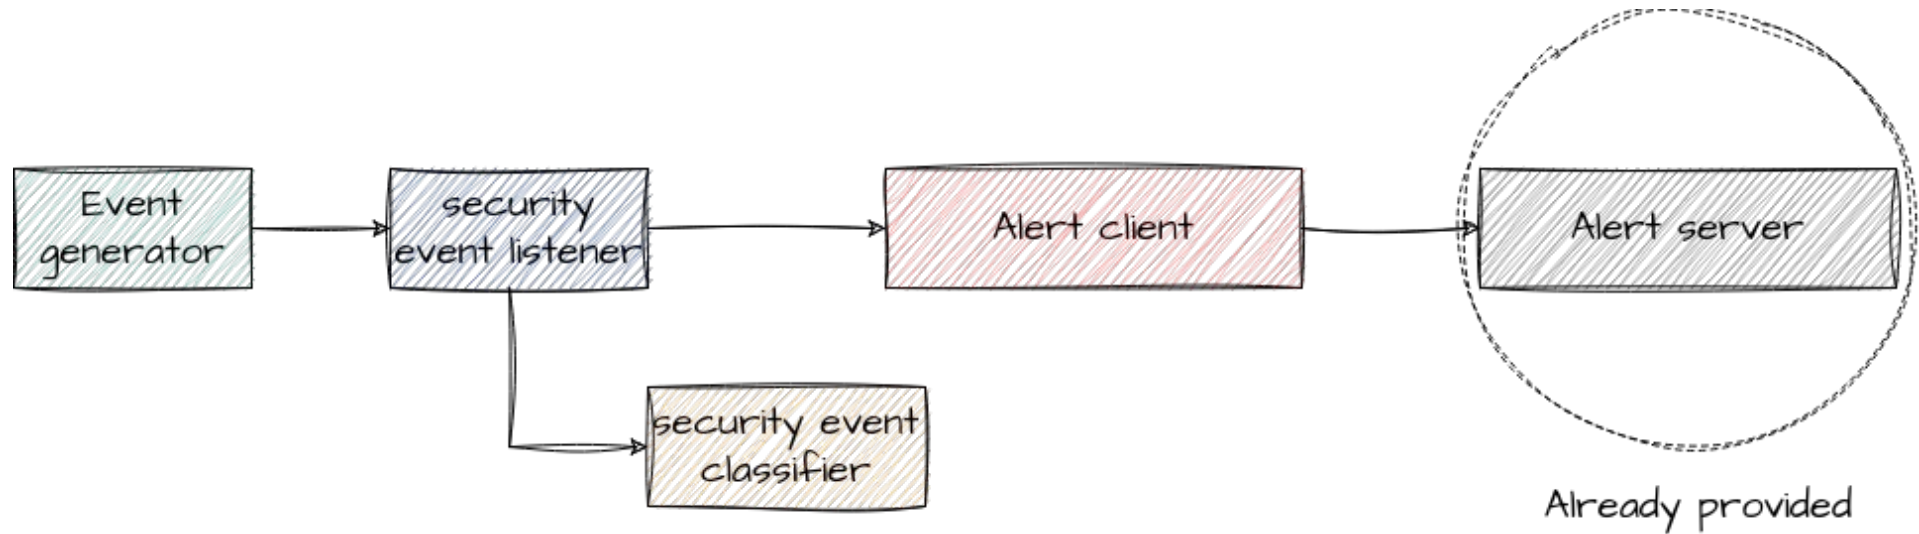 Event
generator
security
event listener
Alert client
Alert server
security event
classifier
Already provided